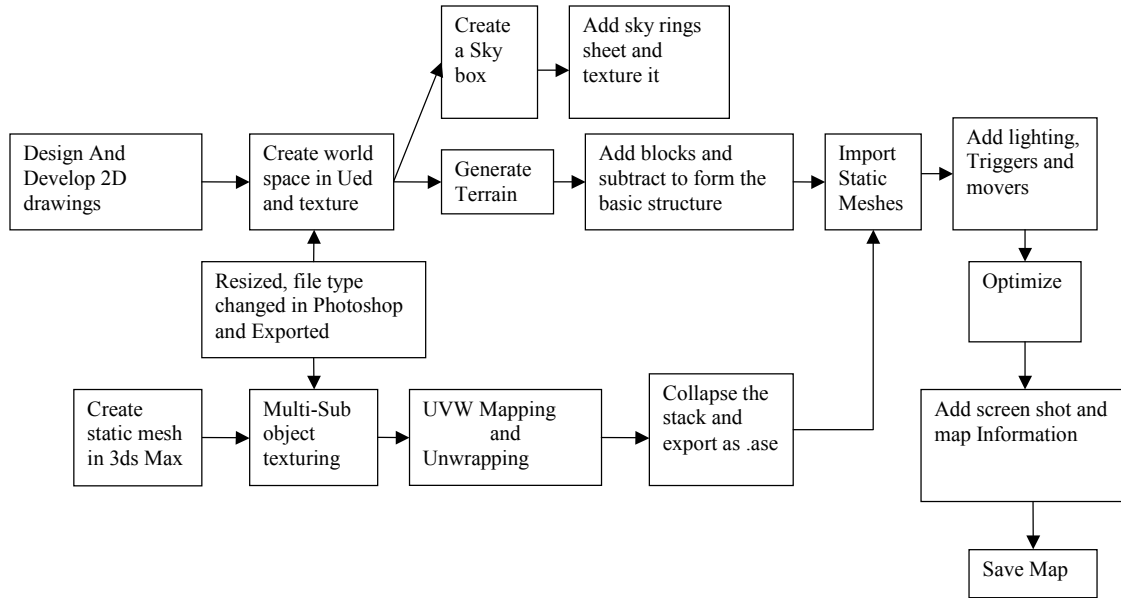 Create
a Sky
box
Add sky rings
sheet and
texture it
Design And
Develop 2D
drawings
Create world
space in Ued
and texture
Generate
Terrain
Add blocks and
subtract to form the
basic structure
Import
Static
Meshes
Add lighting,
Triggers and
movers
Resized, file type
changed in Photoshop
and Exported
Optimize
Create
static mesh
in 3ds Max
Multi-Sub
object
texturing
UVW Mapping
and
Unwrapping
Collapse the
stack and
export as .ase
Add screen shot and
map Information
Save Map